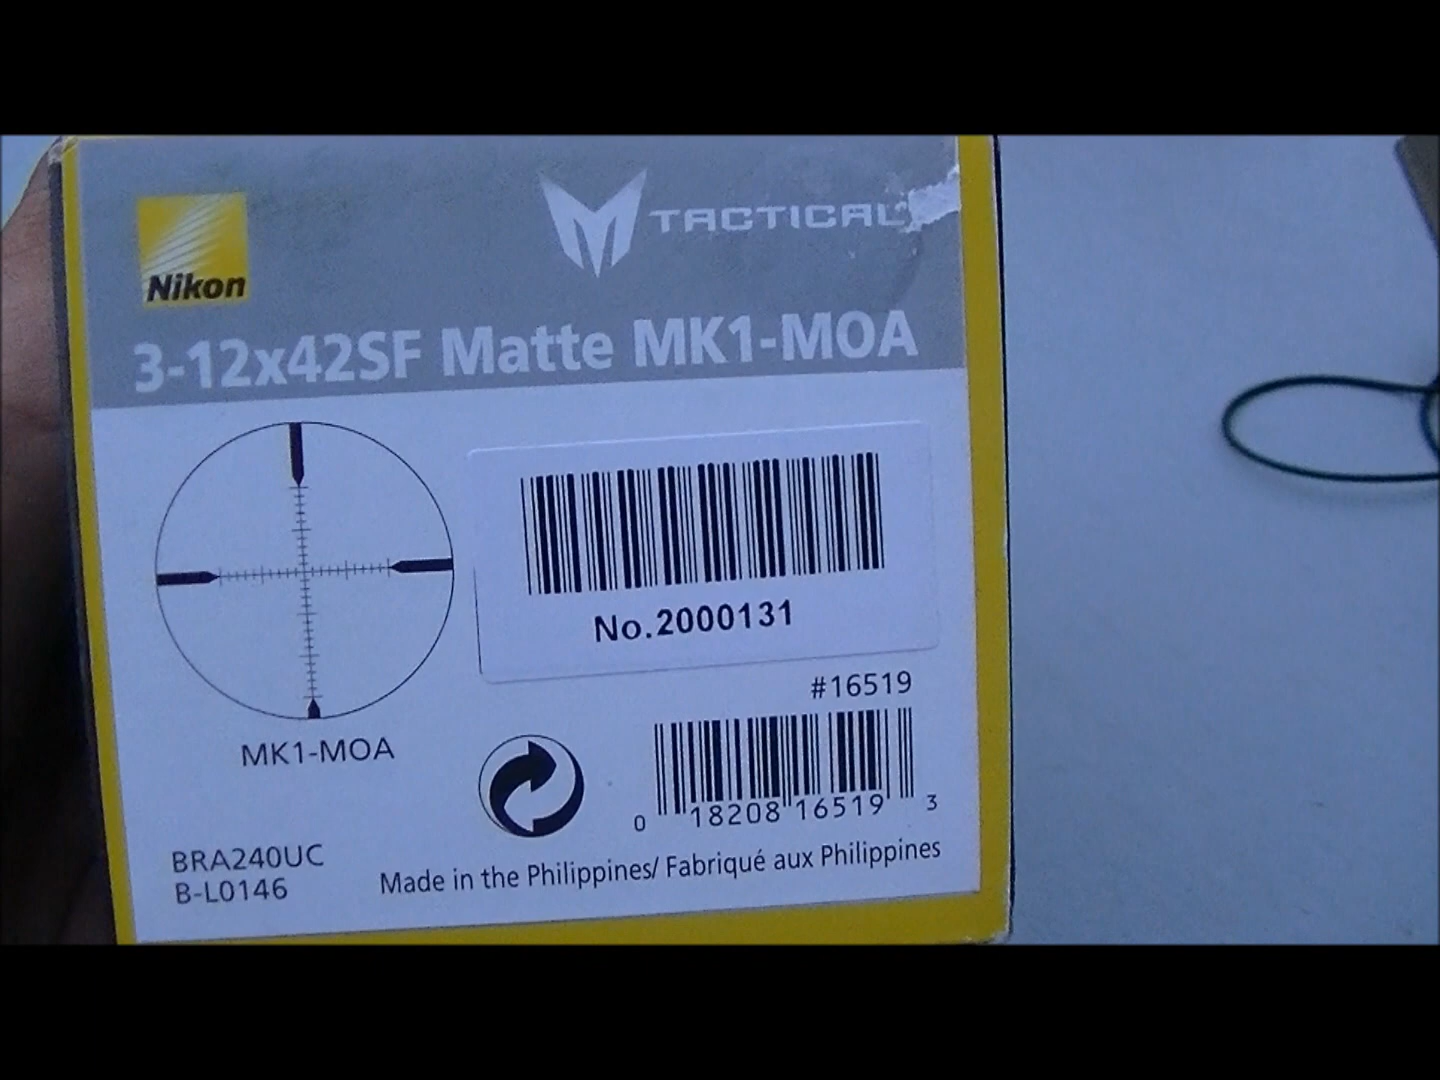 Nikon
M TACTICAL
3-12x42SF Matte MK1-MOA
No.2000131
#16519
MK1-MOA
0 18208 16519 3
BRA240UC
B-L0146
Made in the Philippines/ Fabriqué aux Philippines